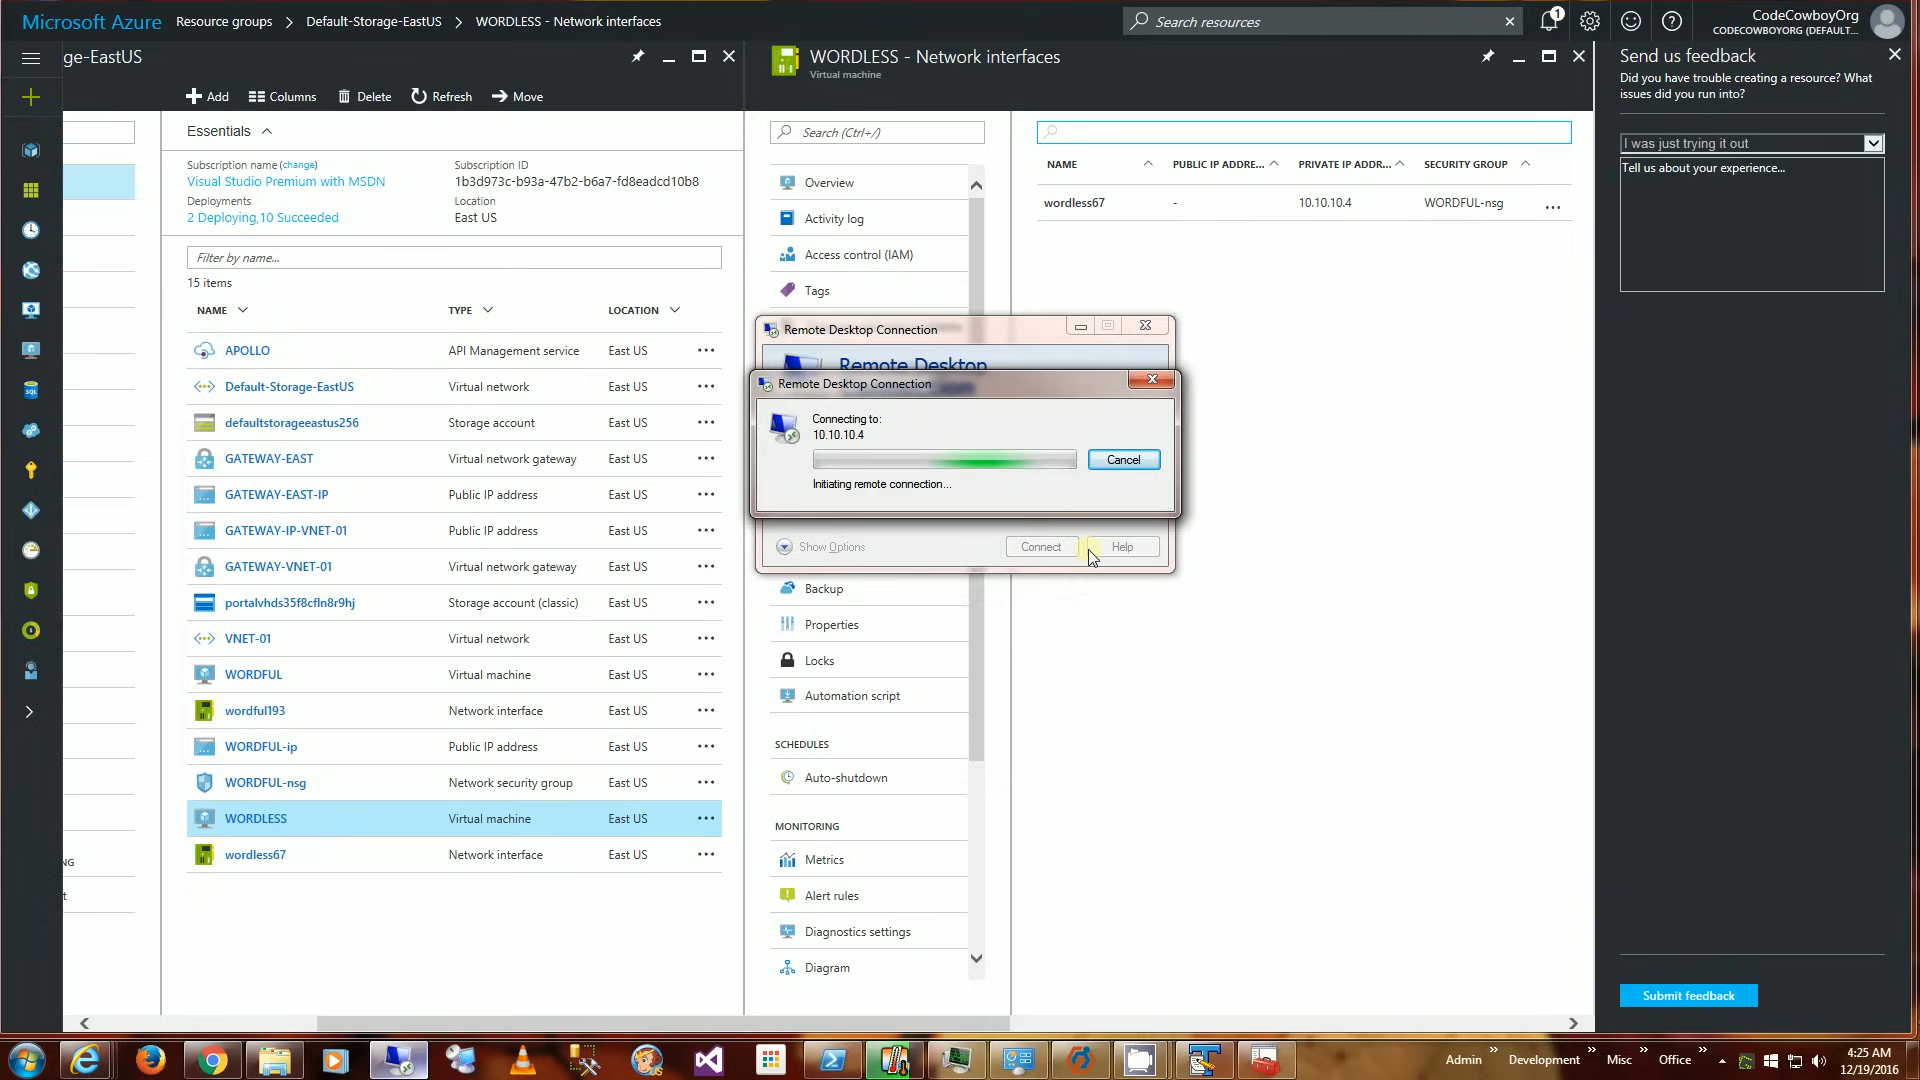 Microsoft Azure
Resource groups
Default-Storage-EastUS
WORDLESS - Network interfaces
Search resources
1
CodeCowboyOrg
CODECOWBOYORG (DEFAULT...
ge-EastUS
Add
Columns
Delete
Refresh
Move
Essentials
Subscription name (change)
Visual Studio Premium with MSDN
Subscription ID
1b3d973c-b93a-47b2-b6a7-fd8eadcd10b8
Deployments
2 Deploying,10 Succeeded
Location
East US
Filter by name...
15 items
NAME TYPE LOCATION
APOLLO API Management service East US ...
Default-Storage-EastUS Virtual network East US ...
defaultstorageeastus256 Storage account East US ...
GATEWAY-EAST Virtual network gateway East US ...
GATEWAY-EAST-IP Public IP address East US ...
GATEWAY-IP-VNET-01 Public IP address East US ...
GATEWAY-VNET-01 Virtual network gateway East US ...
portalvhds35f8cfln8r9hj Storage account (classic) East US ...
VNET-01 Virtual network East US ...
WORDFUL Virtual machine East US ...
wordful193 Network interface East US ...
WORDFUL-ip Public IP address East US ...
WORDFUL-nsg Network security group East US ...
WORDLESS Virtual machine East US ...
wordless67 Network interface East US ...
NG
t
WORDLESS - Network interfaces
Virtual machine
Search (Ctrl+/)
Overview
Activity log
Access control (IAM)
Tags
Backup
Properties
Locks
Automation script
SCHEDULES
Auto-shutdown
MONITORING
Metrics
Alert rules
Diagnostics settings
Diagram
NAME PUBLIC IP ADDRE... PRIVATE IP ADDR... SECURITY GROUP
wordless67 - 10.10.10.4 WORDFUL-nsg ...
Remote Desktop Connection
Remote Desktop
Remote Desktop Connection
Connecting to:
10.10.10.4
Cancel
Initiating remote connection...
Show Options
Connect
Help
Send us feedback
Did you have trouble creating a resource? What
issues did you run into?
I was just trying it out
Tell us about your experience...
Submit feedback
SQL
Admin
Development
Misc
Office
4:25 AM
12/19/2016